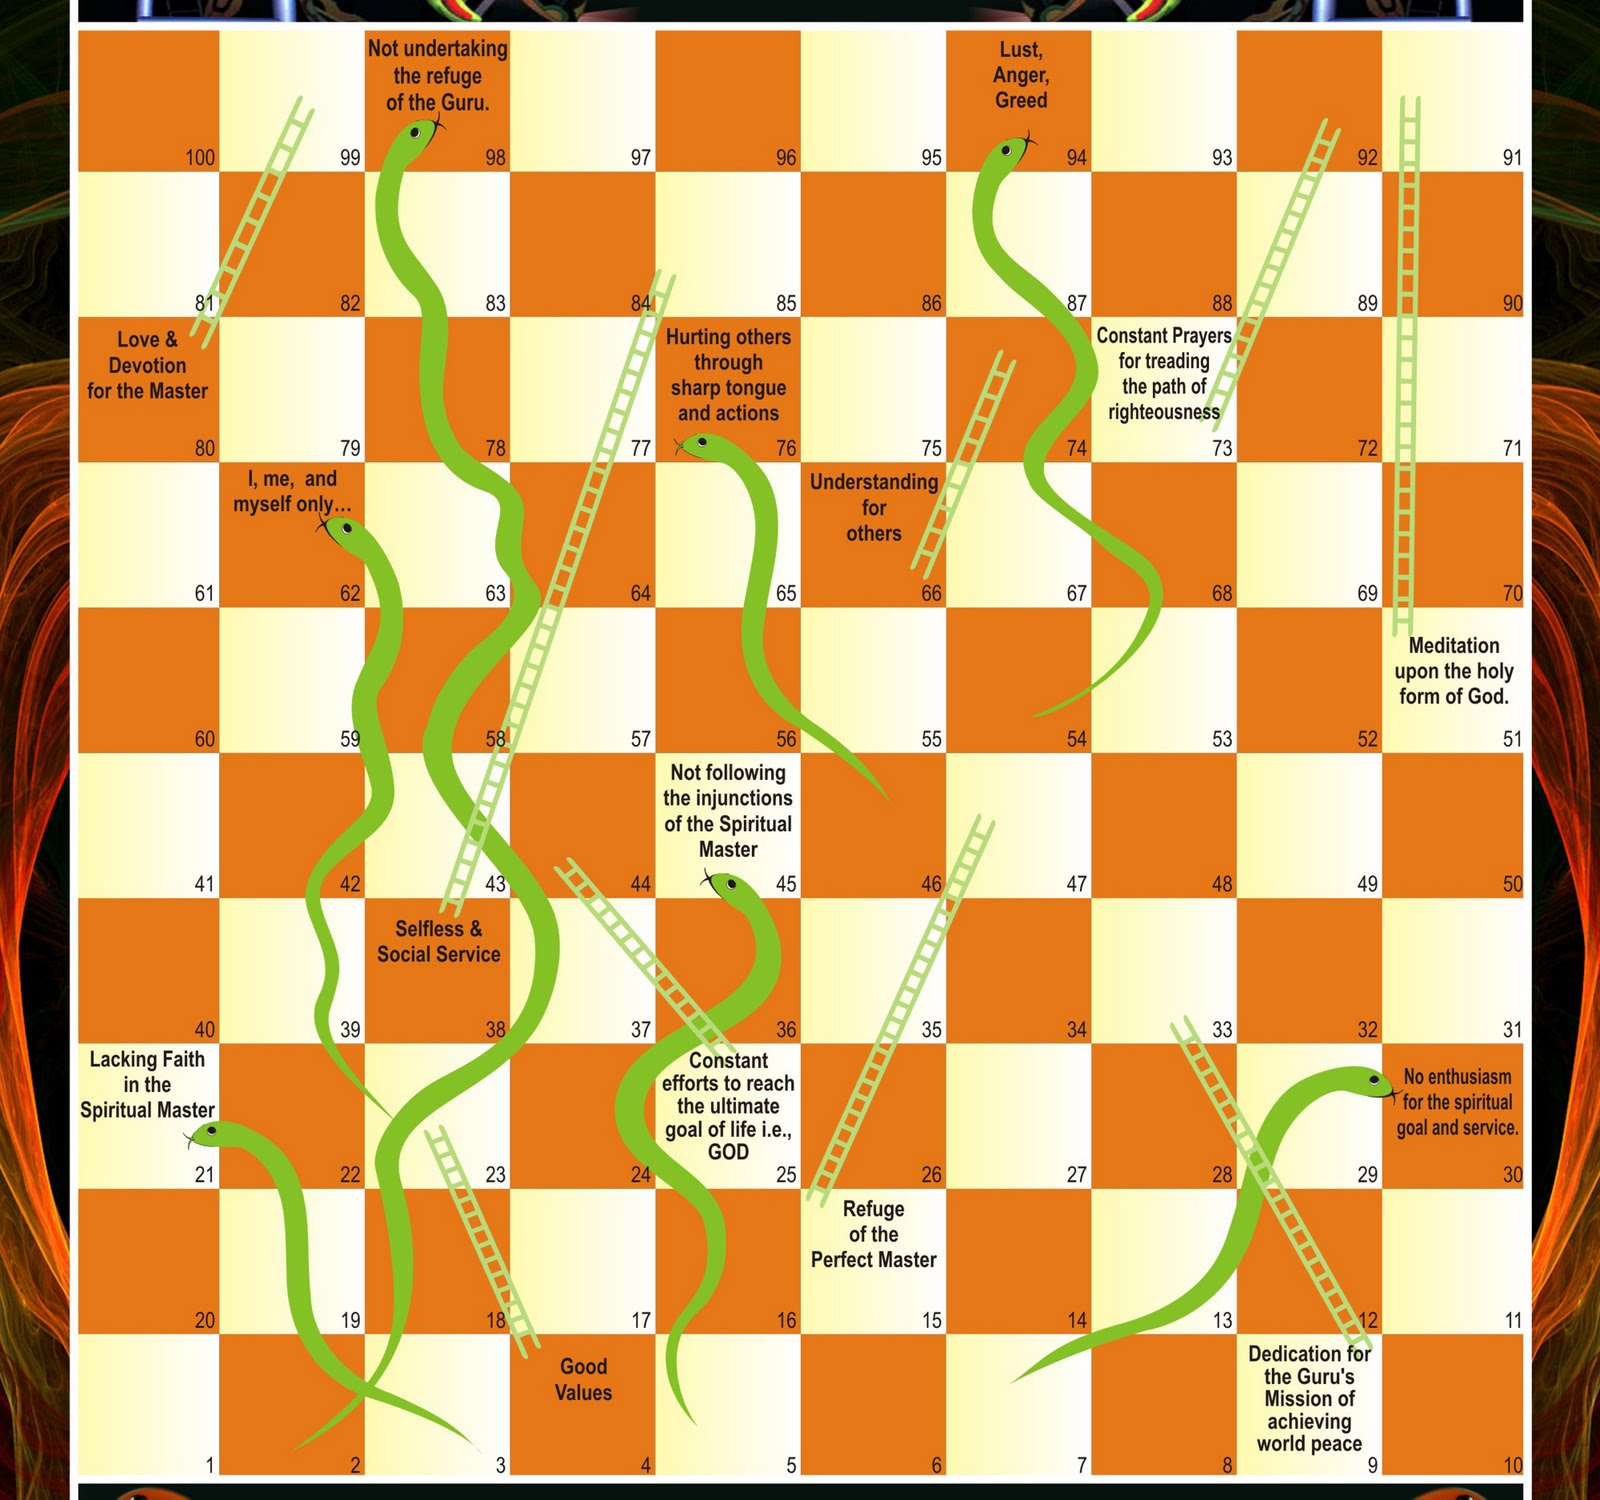 Not undertaking
the refuge
of the Guru.
Lust,
Anger,
Greed
100 99 98 97 96 95 94 93 92 91
81 82 83 84 85 86 87 88 89 90
Love &
Devotion
for the Master
Hurting others
through
sharp tongue
and actions
Constant Prayers
for treading
the path of
righteousness
80 79 78 77 76 75 74 73 72 71
I, me, and
myself only...
Understanding
for
others
61 62 63 64 65 66 67 68 69 70
Meditation
upon the holy
form of God.
60 59 58 57 56 55 54 53 52 51
Not following
the injunctions
of the Spiritual
Master
41 42 43 44 45 46 47 48 49 50
Selfless &
Social Service
40 39 38 37 36 35 34 33 32 31
Lacking Faith
in the
Spiritual Master
Constant
efforts to reach
the ultimate
goal of life i.e.,
GOD
No enthusiasm
for the spiritual
goal and service.
21 22 23 24 25 26 27 28 29 30
Refuge
of the
Perfect Master
20 19 18 17 16 15 14 13 12 11
Good
Values
Dedication for
the Guru's
Mission of
achieving
world peace
1 2 3 4 5 6 7 8 9 10